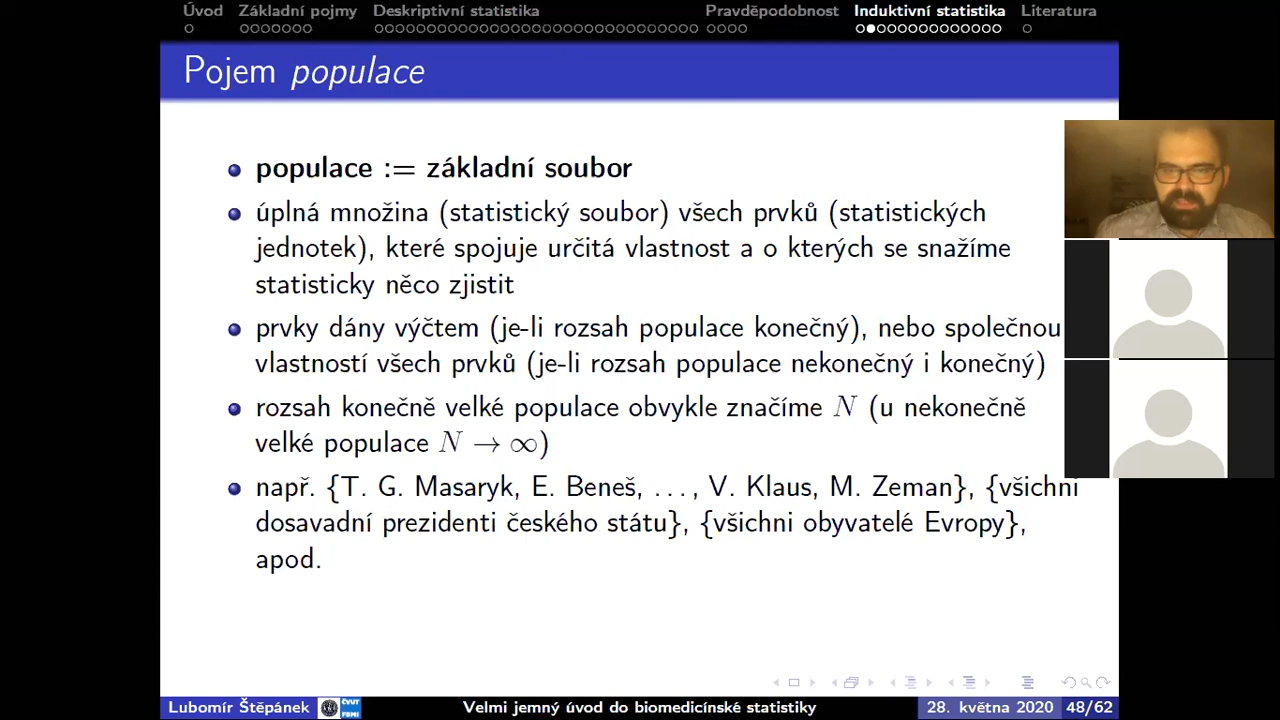 Úvod Základní pojmy Deskriptivní statistika Pravděpodobnost Induktivní statistika Literatura
Pojem populace
populace := základní soubor
úplná množina (statistický soubor) všech prvků (statistických
jednotek), které spojuje určitá vlastnost a o kterých se snažíme
statisticky něco zjistit
prvky dány výčtem (je-li rozsah populace konečný), nebo společnou
vlastností všech prvků (je-li rozsah populace nekonečný i konečný)
rozsah konečně velké populace obvykle značíme N (u nekonečně
velké populace N → ∞)
např. {T. G. Masaryk, E. Beneš, . . . , V. Klaus, M. Zeman}, {všichni
dosavadní prezidenti českého státu}, {všichni obyvatelé Evropy},
apod.
Lubomír Štěpánek ČVUT FBMI Velmi jemný úvod do biomedicínské statistiky 28. květno 2020 48/62